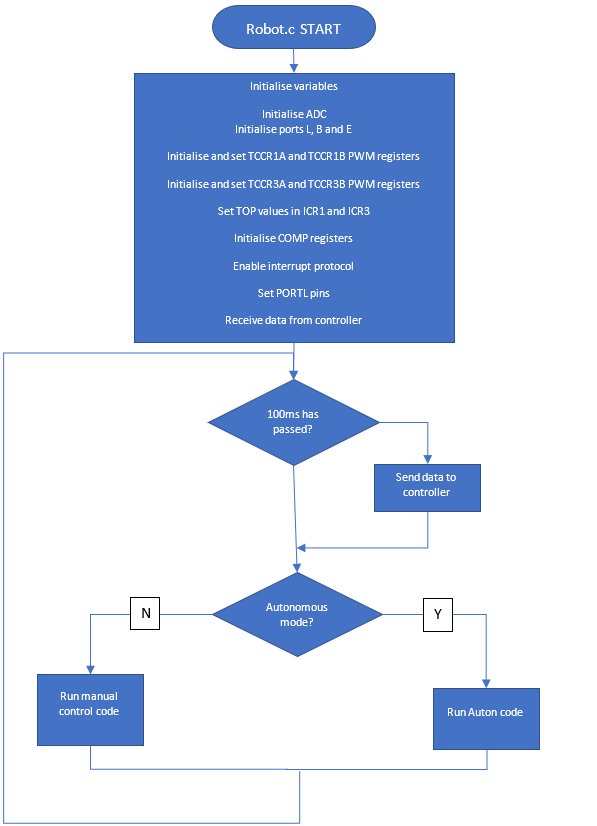 Robot.c START
Initialise variables
Initialise ADC
Initialise ports L, B and E
Initialise and set TCCR1A and TCCR1B PWM registers
Initialise and set TCCR3A and TCCR3B PWM registers
Set TOP values in ICR1 and ICR3
Initialise COMP registers
Enable interrupt protocol
Set PORTL pins
Receive data from controller
100ms has
passed?
Send data to
controller
Autonomous
mode?
N
Y
Run manual
control code
Run Auton code